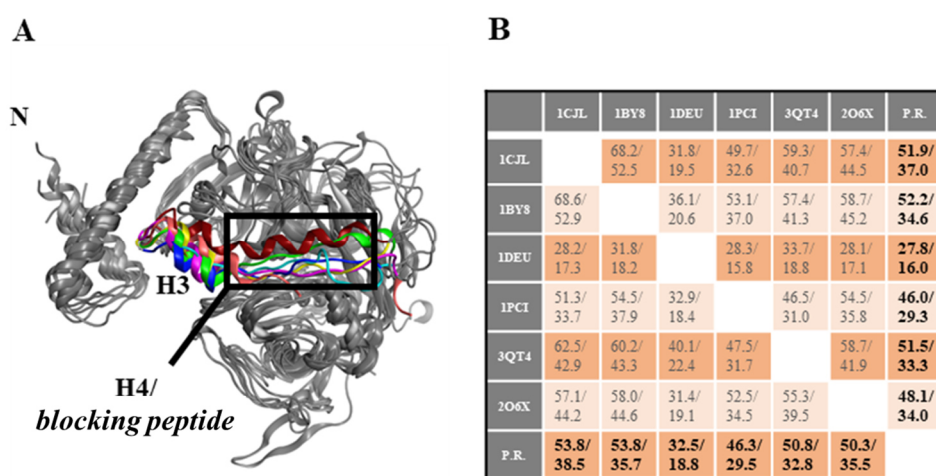 A
B
N
H3
H4/
blocking peptide
1CJL 1BY8 1DEU 1PCI 3QT4 2O6X P.R.
1CJL 68.2/ 31.8/ 49.7/ 59.3/ 57.4/ 51.9/
52.5 19.5 32.6 40.7 44.5 37.0
1BY8 68.6/ 36.1/ 53.1/ 57.4/ 58.7/ 52.2/
52.9 20.6 37.0 41.3 45.2 34.6
1DEU 28.2/ 31.8/ 28.3/ 33.7/ 28.1/ 27.8/
17.3 18.2 15.8 18.8 17.1 16.0
1PCI 51.3/ 54.5/ 32.9/ 46.5/ 54.5/ 46.0/
33.7 37.9 18.4 31.0 35.8 29.3
3QT4 62.5/ 60.2/ 40.1/ 47.5/ 58.7/ 51.5/
42.9 43.3 22.4 31.7 41.9 33.3
2O6X 57.1/ 58.0/ 31.4/ 52.5/ 55.3/ 48.1/
44.2 44.6 19.1 34.5 39.5 34.0
P.R. 53.8/ 53.8/ 32.5/ 46.3/ 50.8/ 50.3/
38.5 35.7 18.8 29.5 32.8 35.5